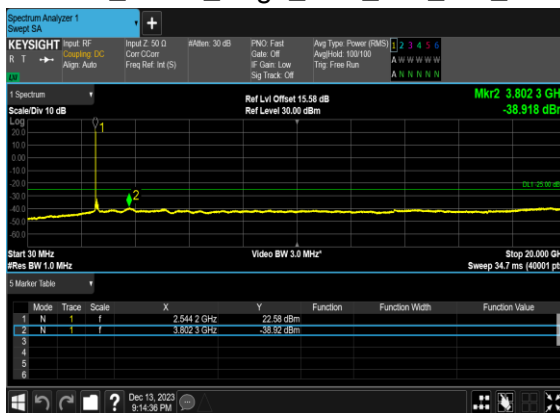 Spectrum Analyzer 1
Swept SA
+
KEYSIGHT
R T
LU
Input: RF
Coupling: DC
Align: Auto
Input Z: 50 Ω
Corr CCorr
Freq Ref: Int (S)
#Atten: 30 dB
PNO: Fast
Gate: Off
IF Gain: Low
Sig Track: Off
Avg Type: Power (RMS)
Avg|Hold: 100/100
Trig: Free Run
1 2 3 4 5 6
A W W W W W
A N N N N N
1 Spectrum
Scale/Div 10 dB
Log
Ref Lvl Offset 15.58 dB
Ref Level 30.00 dBm
Mkr2 3.802 3 GH
-38.918 dBr
20.0
10.0
0.00
-10.0
-20.0
-30.0
-40.0
-50.0
-60.0
1
2
DL1 -25.00 dB
Start 30 MHz
#Res BW 1.0 MHz
Video BW 3.0 MHz*
Stop 20.000 GH
Sweep 34.7 ms (40001 pt
5 Marker Table
Mode Trace Scale X Y Function Function Width Function Value
1 N 1 f 2.544 2 GHz 22.58 dBm
2 N 1 f 3.802 3 GHz -38.92 dBm
3
4
5
6
?
Dec 13, 2023
9:14:36 PM